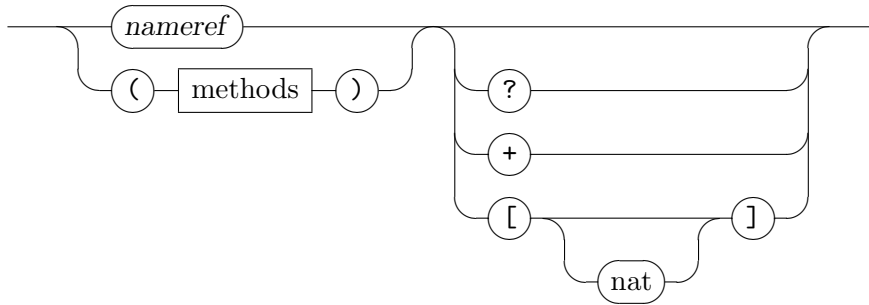 nameref
( methods )
?
+
[ ]
nat